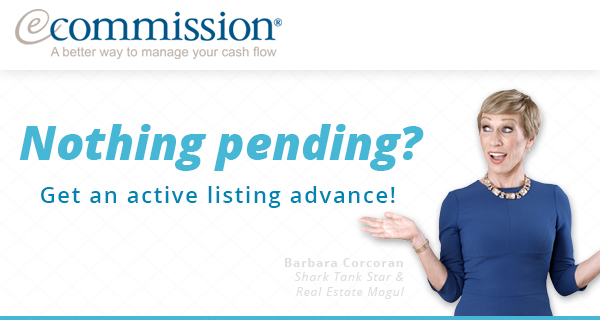 ecommission®
A better way to manage your cash flow
Nothing pending?
Get an active listing advance!
Barbara Corcoran
Shark Tank Star &
Real Estate Mogul